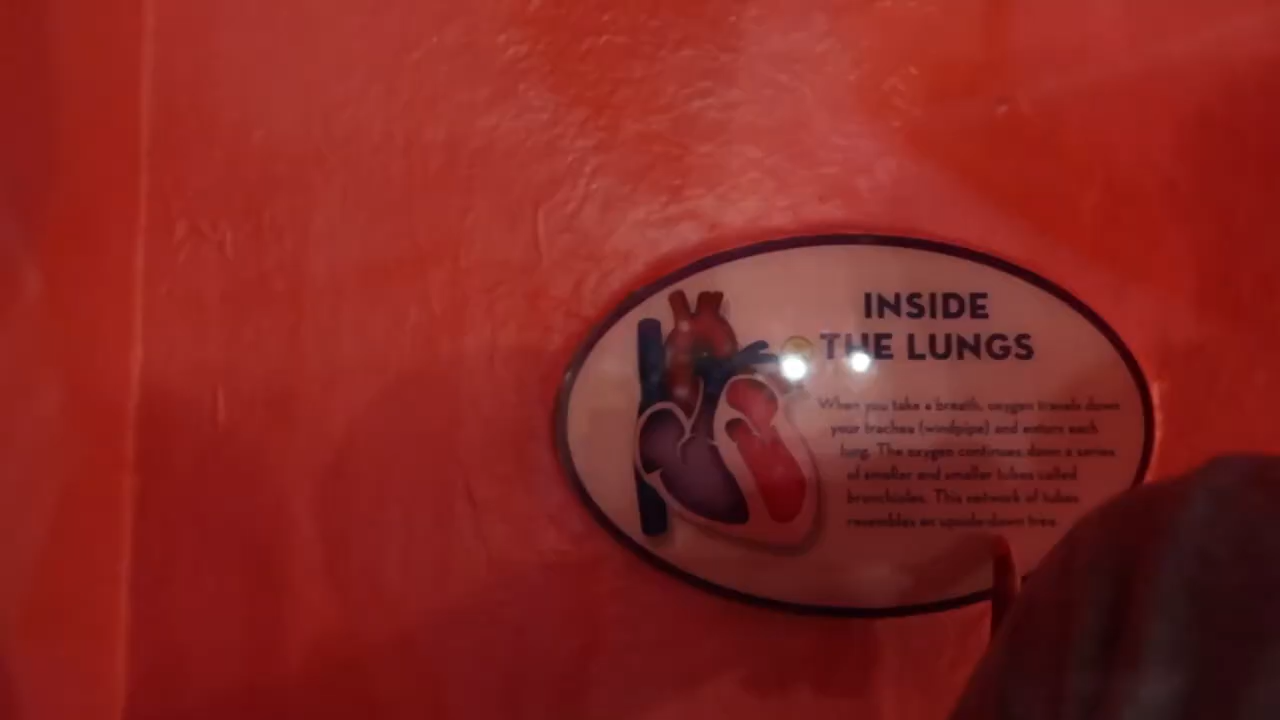 INSIDE
THE LUNGS
When you take a breath, oxygen travels down
your trachea (windpipe) and enters each
lung. The oxygen continues down a series
of smaller and smaller tubes called
bronchioles. This network of tubes
resembles an upside-down tree.